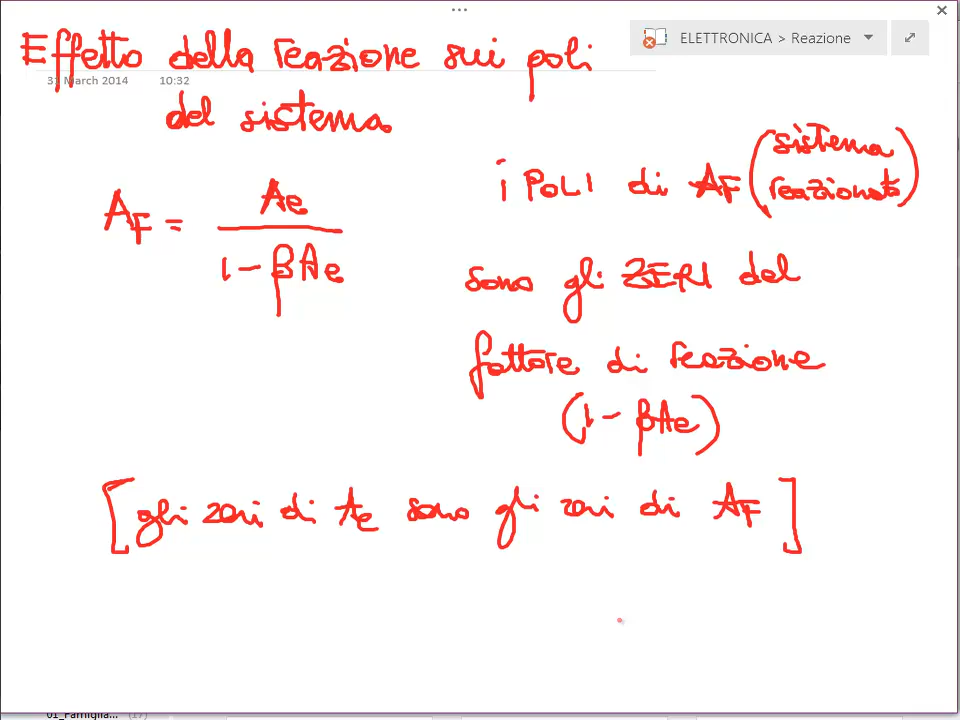 Effetto della reazione sui poli
ELETTRONICA > Reazione
31 March 2014 10:32
del sistema
i POLI di AF (sistema reazionato)
AF = Ae / 1 - βAe
sono gli ZERI del
fattore di reazione
(1 - βAe)
[gli zeri di Ae sono gli zeri di AF]
01_Famiglia... (17)